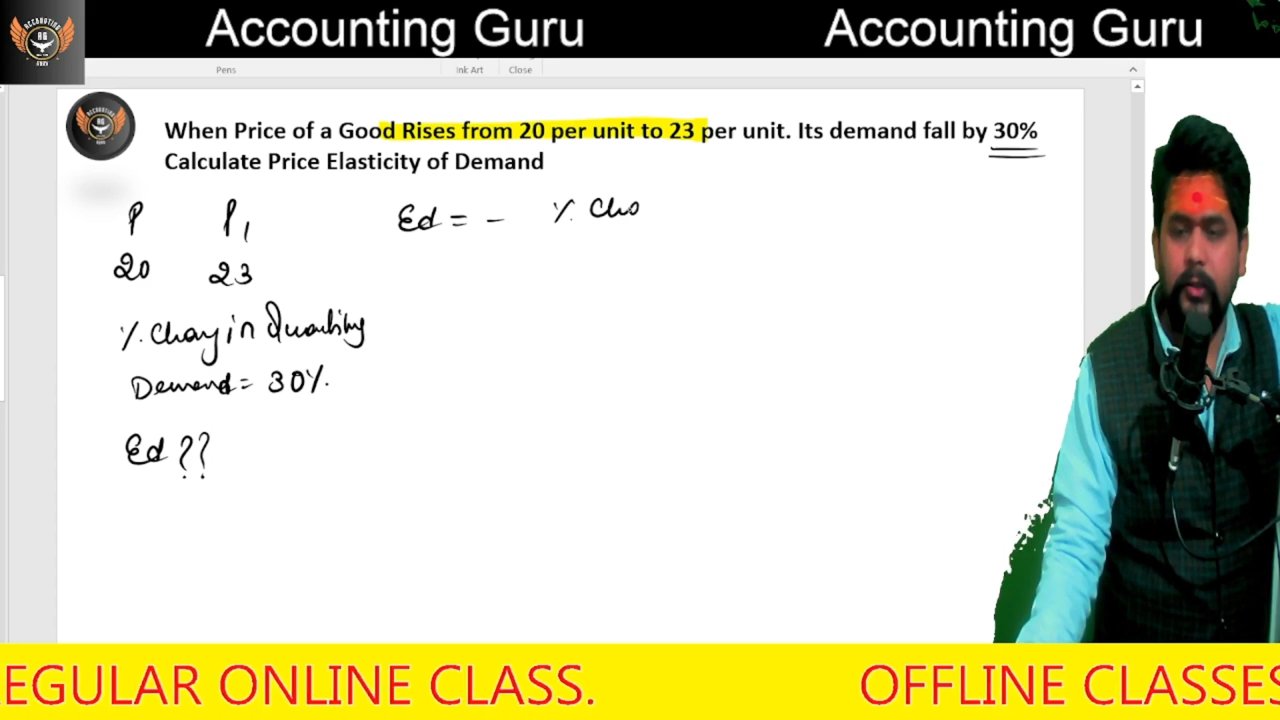 Accounting Guru
Accounting Guru
Pens
Ink Art
Close
When Price of a Good Rises from 20 per unit to 23 per unit. Its demand fall by 30%
Calculate Price Elasticity of Demand
P P1
20 23
Ed = - % Cha
% Chang in Quantity
Demand = 30%.
Ed ??
EGULAR ONLINE CLASS.
OFFLINE CLASSES